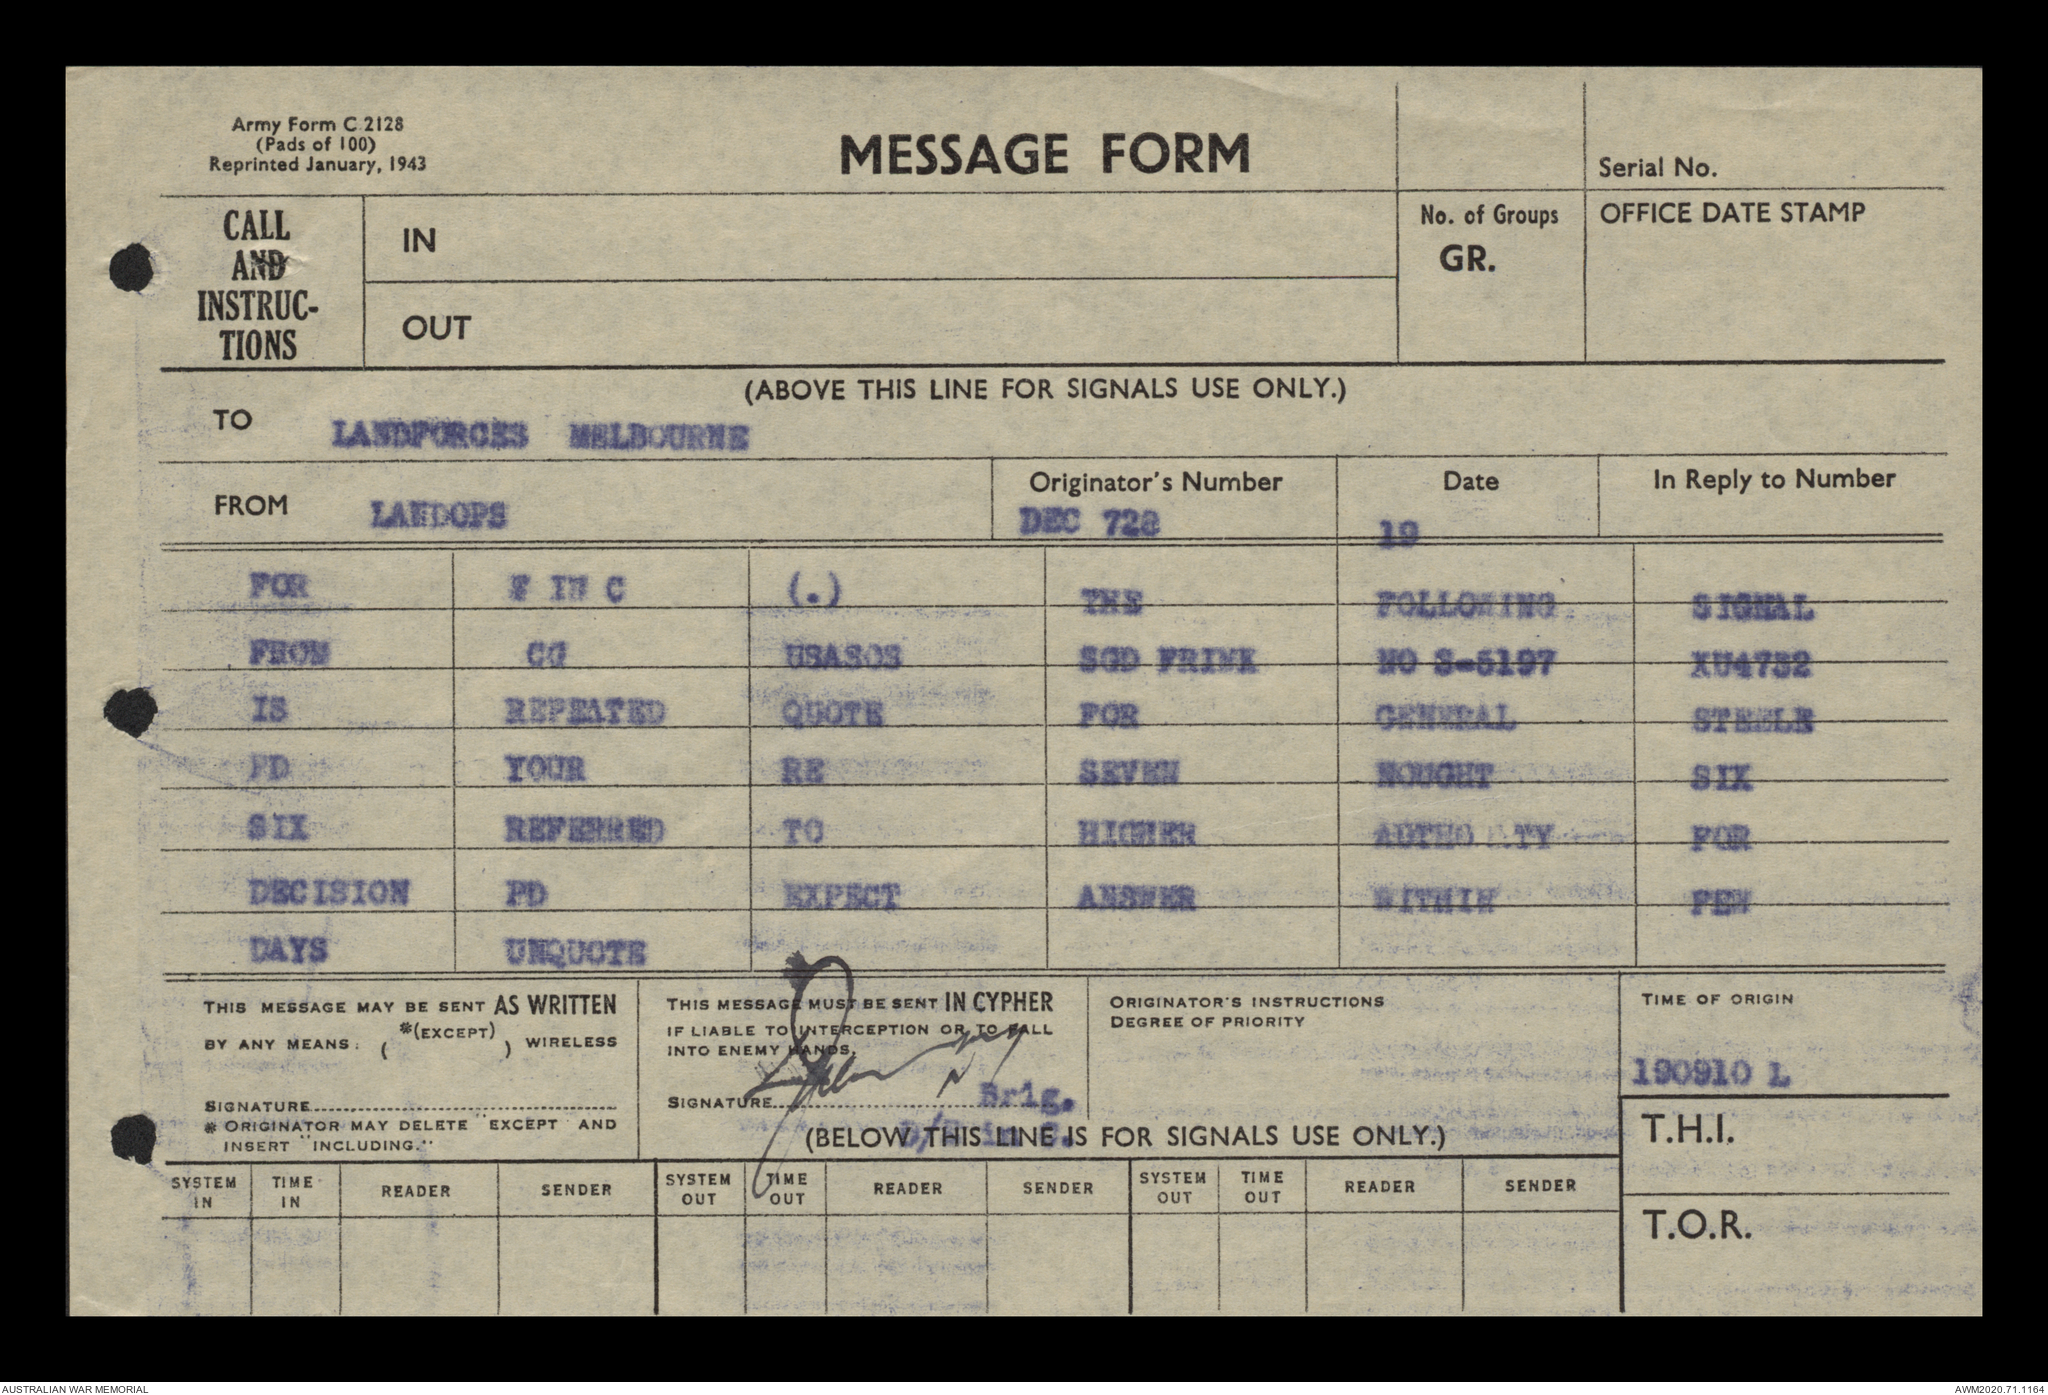 Army Form C 2128
(Pads of 100)
Reprinted January, 1943
MESSAGE FORM
Serial No.
CALL AND INSTRUC-TIONS
IN
OUT
No. of Groups
GR.
OFFICE DATE STAMP
(ABOVE THIS LINE FOR SIGNALS USE ONLY.)
TO LANDFORCES MELBOURNE
FROM LANDOPS
Originator's Number
DEC 728
Date
19
In Reply to Number
FOR F IN C (.) THE FOLLOWING SIGNAL
FROM CG USASOS SGD FRINK NO S-5197 XU4732
IS REPEATED QUOTE FOR GENERAL STEELE
PD YOUR RE SEVEN NOUGHT SIX
SIX REFERRED TO HIGHER AUTHO TY FOR
DECISION PD EXPECT ANSWER WITHIN FEW
DAYS UNQUOTE
THIS MESSAGE MAY BE SENT AS WRITTEN
BY ANY MEANS. ( *(EXCEPT) ) WIRELESS
SIGNATURE
* ORIGINATOR MAY DELETE "EXCEPT" AND
INSERT "INCLUDING."
THIS MESSAGE MUST BE SENT IN CYPHER
IF LIABLE TO INTERCEPTION OR TO FALL
INTO ENEMY HANDS.
SIGNATURE Brig.
ORIGINATOR'S INSTRUCTIONS
DEGREE OF PRIORITY
TIME OF ORIGIN
190910 L
(BELOW THIS LINE IS FOR SIGNALS USE ONLY.)
T.H.I.
T.O.R.
SYSTEM IN TIME IN READER SENDER SYSTEM OUT TIME OUT READER SENDER SYSTEM OUT TIME OUT READER SENDER
AUSTRALIAN WAR MEMORIAL
AWM2020.71.1164